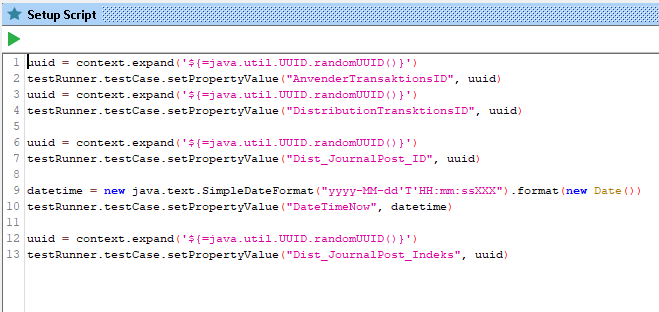 Setup Script
1 uuid = context.expand('${=java.util.UUID.randomUUID()}')
2 testRunner.testCase.setPropertyValue("AnvenderTransaktionsID", uuid)
3 uuid = context.expand('${=java.util.UUID.randomUUID()}')
4 testRunner.testCase.setPropertyValue("DistributionTransktionsID", uuid)
5
6 uuid = context.expand('${=java.util.UUID.randomUUID()}')
7 testRunner.testCase.setPropertyValue("Dist_JournalPost_ID", uuid)
8
9 datetime = new java.text.SimpleDateFormat("yyyy-MM-dd'T'HH:mm:ssXXX").format(new Date())
10 testRunner.testCase.setPropertyValue("DateTimeNow", datetime)
11
12 uuid = context.expand('${=java.util.UUID.randomUUID()}')
13 testRunner.testCase.setPropertyValue("Dist_JournalPost_Indeks", uuid)